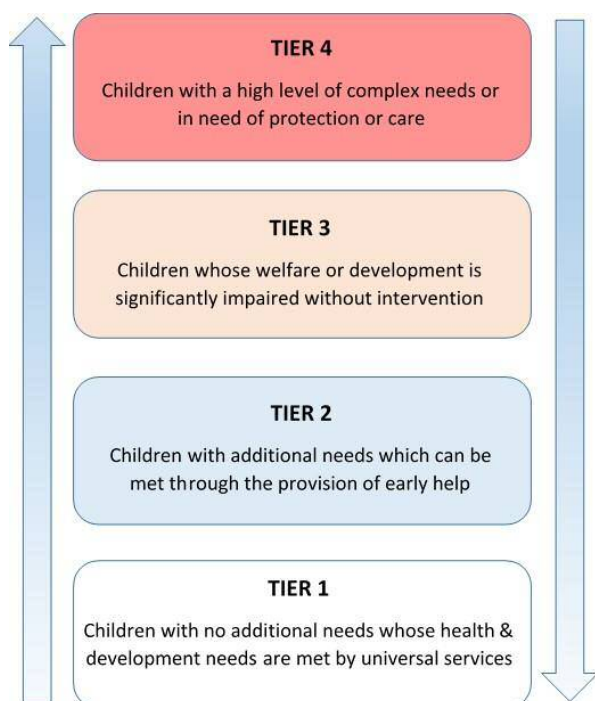 TIER 4
Children with a high level of complex needs or
in need of protection or care
TIER 3
Children whose welfare or development is
significantly impaired without intervention
TIER 2
Children with additional needs which can be
met through the provision of early help
TIER 1
Children with no additional needs whose health &
development needs are met by universal services